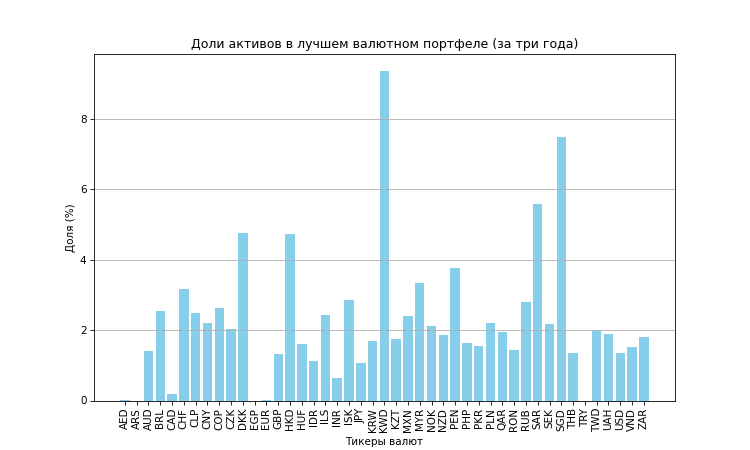 Доли активов в лучшем валютном портфеле (за три года)
Доля (%)
8
6
4
2
0
AED ARS AUD BRL CAD CHF CLP CNY COP CZK DKK EGP EUR GBP HKD HUF IDR ILS INR ISK JPY KRW KWD KZT MXN MYR NOK NZD PEN PHP PKR PLN QAR RON RUB SAR SEK SGD THB TRY TWD UAH USD VND ZAR
Тикеры валют